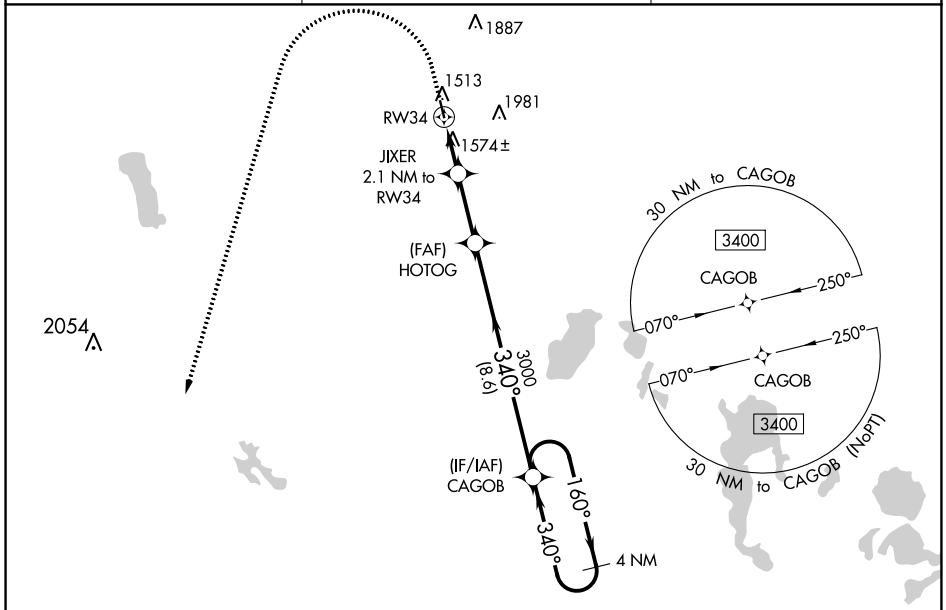 1887
1513
1981
RW34
1574±
JIXER
2.1 NM to
RW34
(FAF)
HOTOG
2054
3000
340°
(8.6)
(IF/IAF)
CAGOB
160°
340°
4 NM
30 NM to CAGOB
3400
CAGOB
250°
070°
250°
070°
CAGOB
3400
30 NM to CAGOB (NoPT)